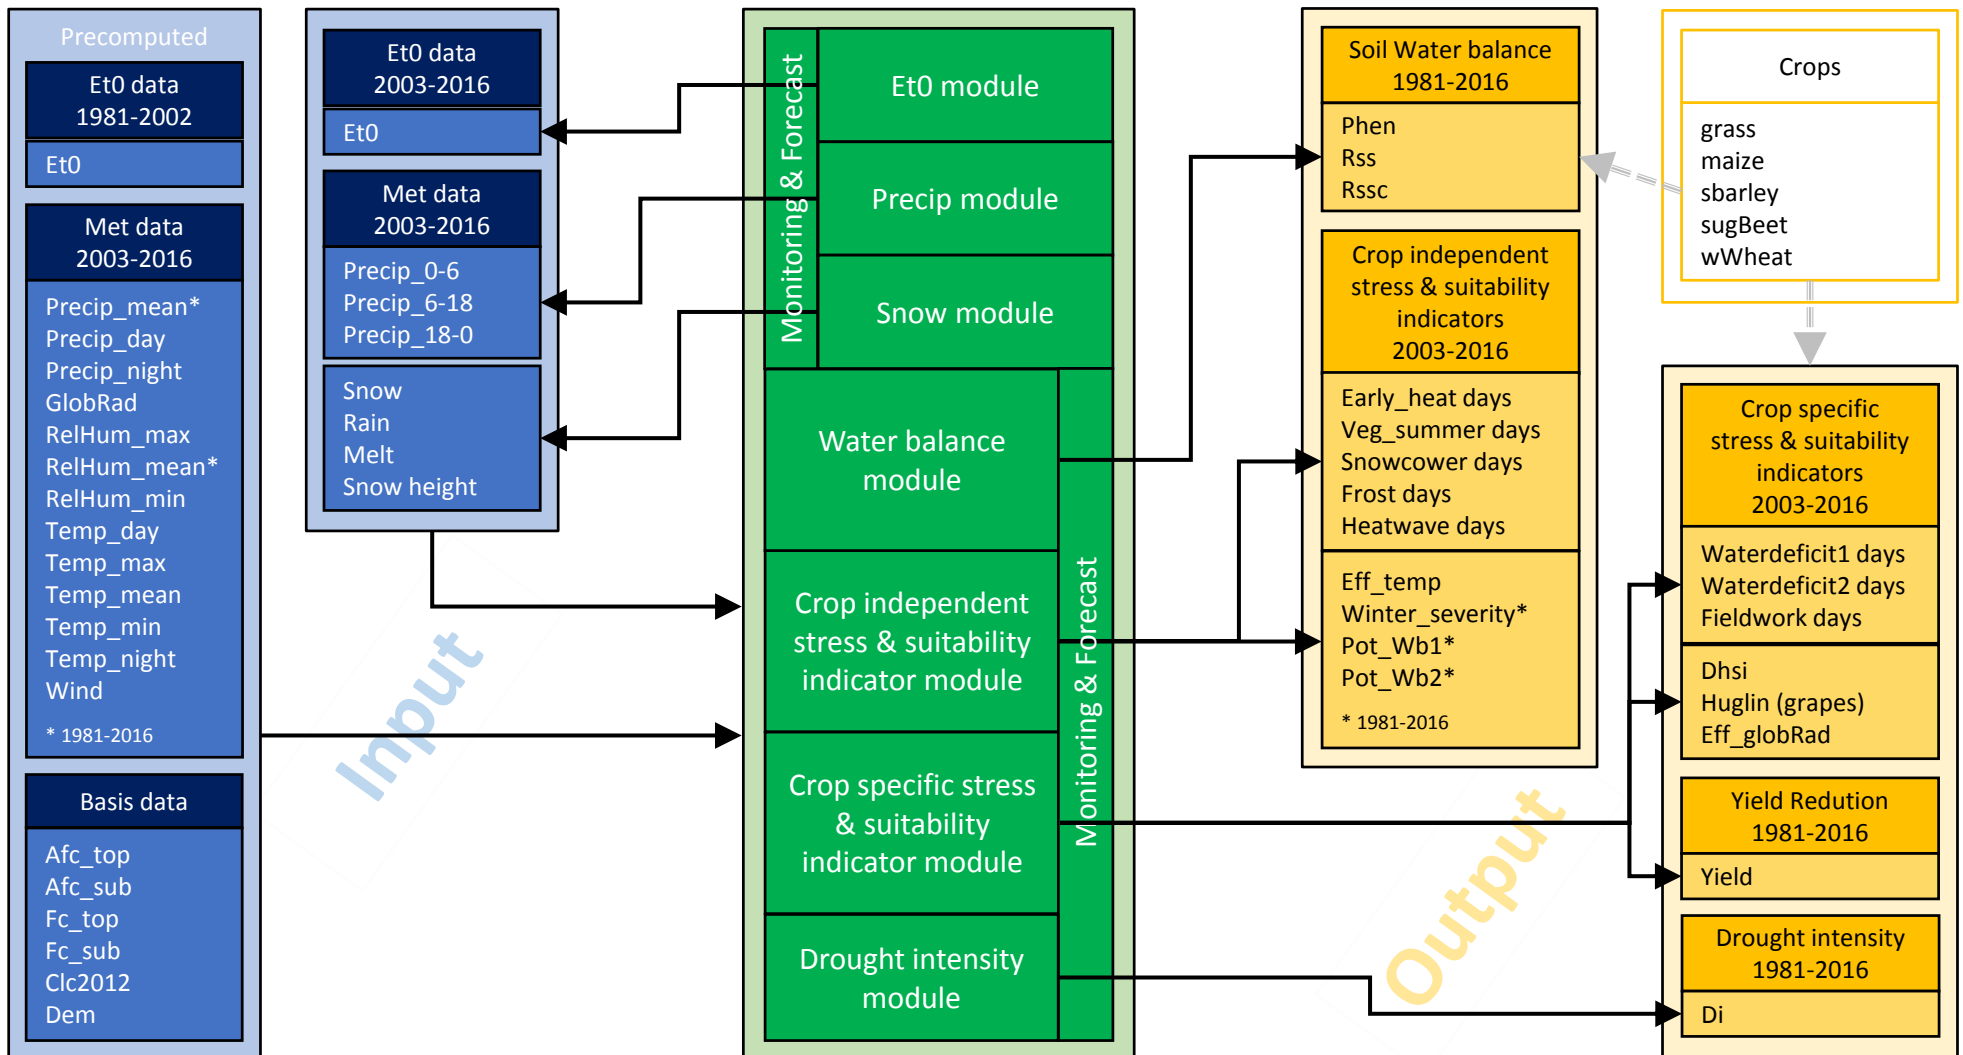 Precomputed
Et0 data
1981-2002
Et0
Met data
2003-2016
Precip_mean*
Precip_day
Precip_night
GlobRad
RelHum_max
RelHum_mean*
RelHum_min
Temp_day
Temp_max
Temp_mean
Temp_min
Temp_night
Wind
* 1981-2016
Basis data
Afc_top
Afc_sub
Fc_top
Fc_sub
Clc2012
Dem
Et0 data
2003-2016
Et0
Met data
2003-2016
Precip_0-6
Precip_6-18
Precip_18-0
Snow
Rain
Melt
Snow height
Input
Monitoring & Forecast
Et0 module
Precip module
Snow module
Water balance
module
Crop independent
stress & suitability
indicator module
Crop specific stress
& suitability
indicator module
Drought intensity
module
Monitoring & Forecast
Soil Water balance
1981-2016
Phen
Rss
Rssc
Crop independent
stress & suitability
indicators
2003-2016
Early_heat days
Veg_summer days
Snowcower days
Frost days
Heatwave days
Eff_temp
Winter_severity*
Pot_Wb1*
Pot_Wb2*
* 1981-2016
Output
Crops
grass
maize
sbarley
sugBeet
wWheat
Crop specific
stress & suitability
indicators
2003-2016
Waterdeficit1 days
Waterdeficit2 days
Fieldwork days
Dhsi
Huglin (grapes)
Eff_globRad
Yield Redution
1981-2016
Yield
Drought intensity
1981-2016
Di